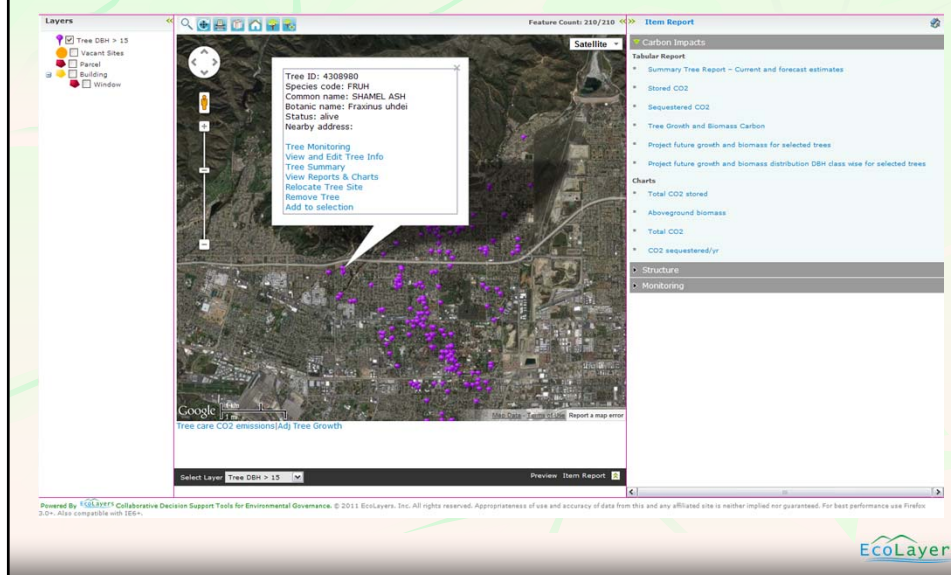 Layers
Tree DBH > 15
Vacant Sites
Parcel
Building
Window
Feature Count: 210/210
Satellite
Tree ID: 4308980
Species code: FRUH
Common name: SHAMEL ASH
Botanic name: Fraxinus uhdei
Status: alive
Nearby address:
Tree Monitoring
View and Edit Tree Info
Tree Summary
View Reports & Charts
Relocate Tree Site
Remove Tree
Add to selection
Google
Map Data - Terms of Use Report a map error
Tree care CO2 emissions|Adj Tree Growth
Select Layer Tree DBH > 15
Preview Item Report
Item Report
Carbon Impacts
Tabular Report
Summary Tree Report – Current and forecast estimates
Stored CO2
Sequestered CO2
Tree Growth and Biomass Carbon
Project future growth and biomass for selected trees
Project future growth and biomass distribution DBH class wise for selected trees
Charts
Total CO2 stored
Aboveground biomass
Total CO2
CO2 sequestered/yr
Structure
Monitoring
Powered By EcoLayers Collaborative Decision Support Tools for Environmental Governance. © 2011 EcoLayers. Inc. All rights reserved. Appropriateness of use and accuracy of data from this and any affiliated site is neither implied nor guaranteed. For best performance use Firefox
3.0+. Also compatible with IE6+.
EcoLayer